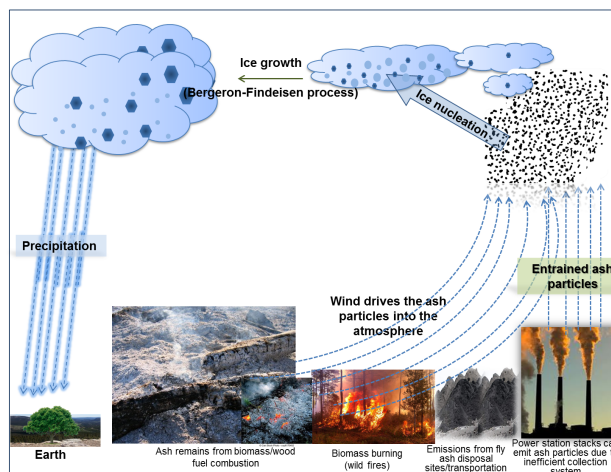 Ice growth
(Bergeron-Findeisen process)
Ice nucleation
Precipitation
Entrained ash
particles
Wind drives the ash
particles into the
atmosphere
Earth
Ash remains from biomass/wood
fuel combustion
Biomass burning
(wild fires)
Emissions from fly
ash disposal
sites/transportation
Power station stacks ca
emit ash particles due
inefficient collection
system